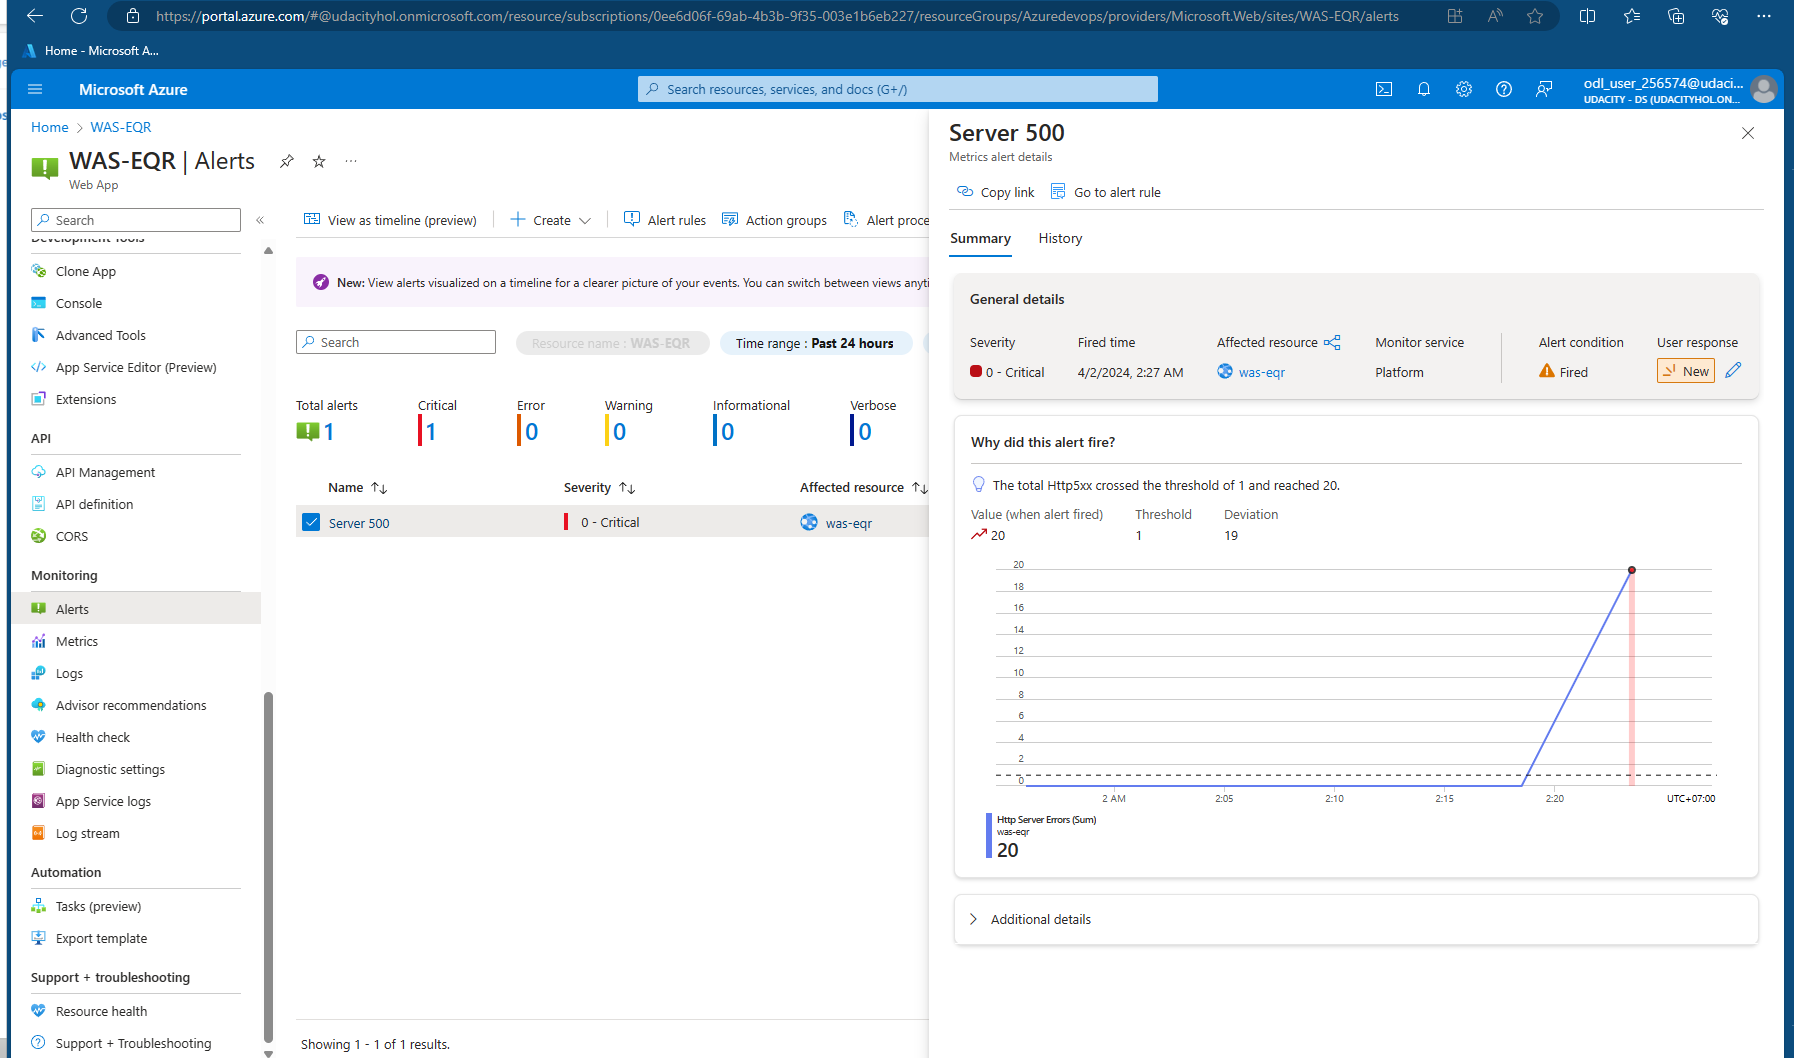 https://portal.azure.com/#@udacityhol.onmicrosoft.com/resource/subscriptions/0ee6d06f-69ab-4b3b-9f35-003e1b6eb227/resourceGroups/Azuredevops/providers/Microsoft.Web/sites/WAS-EQR/alerts
Home - Microsoft A...
Microsoft Azure
Search resources, services, and docs (G+/)
odl_user_256574@udaci...
UDACITY - DS (UDACITYHOL.ON...
Home > WAS-EQR
WAS-EQR | Alerts
Web App
Search
Development Tools
Clone App
Console
Advanced Tools
App Service Editor (Preview)
Extensions
API
API Management
API definition
CORS
Monitoring
Alerts
Metrics
Logs
Advisor recommendations
Health check
Diagnostic settings
App Service logs
Log stream
Automation
Tasks (preview)
Export template
Support + troubleshooting
Resource health
Support + Troubleshooting
View as timeline (preview) Create Alert rules Action groups Alert proce
New: View alerts visualized on a timeline for a clearer picture of your events. You can switch between views anyti
Search Resource name : WAS-EQR Time range : Past 24 hours
Total alerts Critical Error Warning Informational Verbose
1 1 0 0 0 0
Name Severity Affected resource
Server 500 0 - Critical was-eqr
Showing 1 - 1 of 1 results.
Server 500
Metrics alert details
Copy link Go to alert rule
Summary History
General details
Severity Fired time Affected resource Monitor service Alert condition User response
0 - Critical 4/2/2024, 2:27 AM was-eqr Platform Fired New
Why did this alert fire?
The total Http5xx crossed the threshold of 1 and reached 20.
Value (when alert fired) Threshold Deviation
20 1 19
20
18
16
14
12
10
8
6
4
2
0
2 AM 2:05 2:10 2:15 2:20 UTC+07:00
Http Server Errors (Sum)
was-eqr
20
Additional details